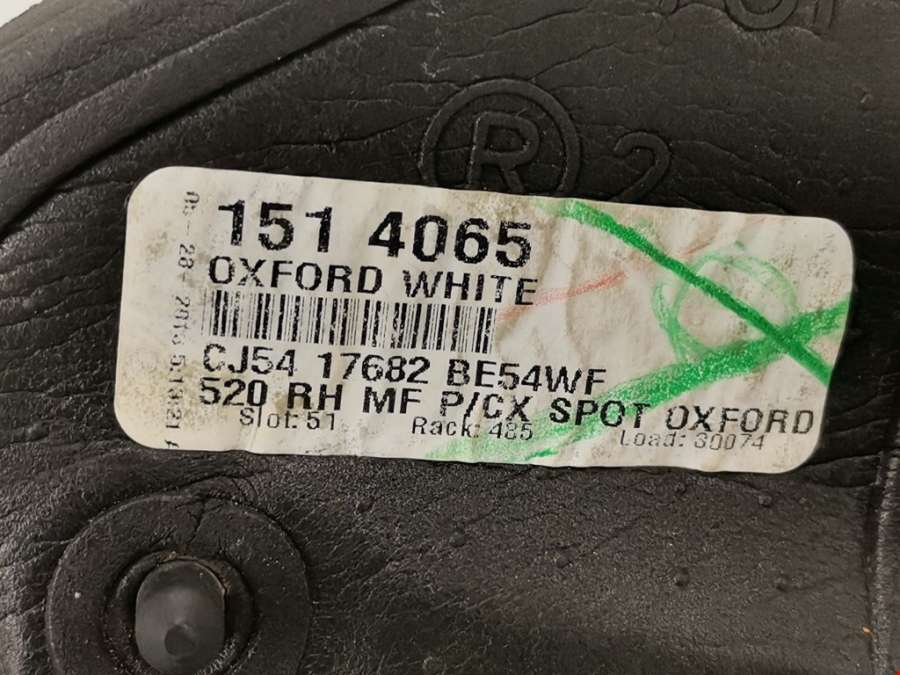 ® 2
151 4065
OXFORD WHITE
CJ54 17682 BE54WF
520 RH MF P/CX SPOT OXFORD
Slot: 51 Rack: 485 Load: 30074